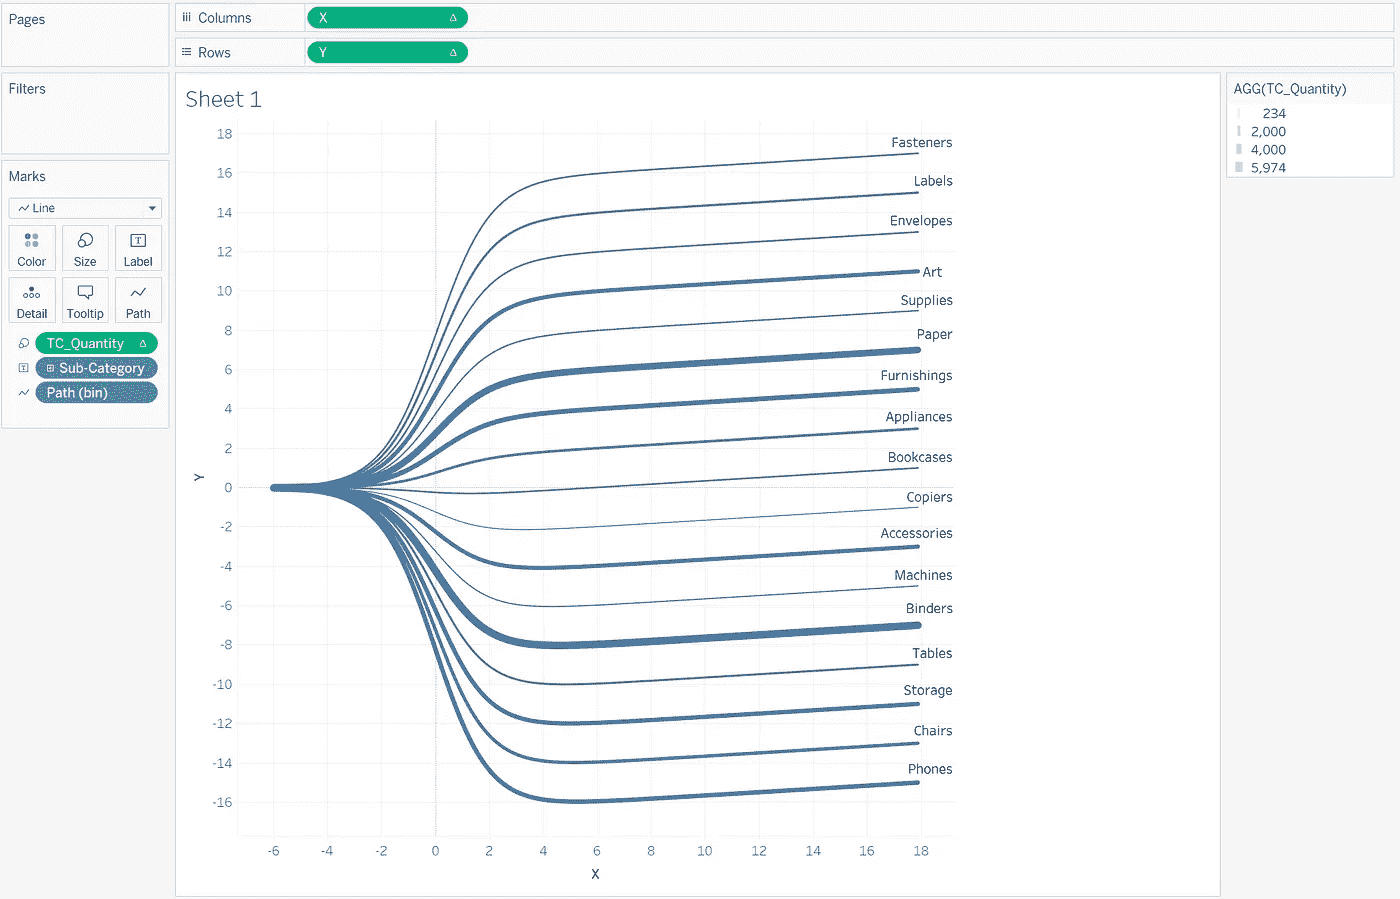 Pages
Columns
X
Rows
Y
Filters
Marks
Line
Color
Size
Label
Detail
Tooltip
Path
TC_Quantity
Sub-Category
Path (bin)
Sheet 1
18
16
14
12
10
8
6
4
2
0
-2
-4
-6
-8
-10
-12
-14
-16
Y
Fasteners
Labels
Envelopes
Art
Supplies
Paper
Furnishings
Appliances
Bookcases
Copiers
Accessories
Machines
Binders
Tables
Storage
Chairs
Phones
-6 -4 -2 0 2 4 6 8 10 12 14 16 18
X
AGG(TC_Quantity)
234
2,000
4,000
5,974